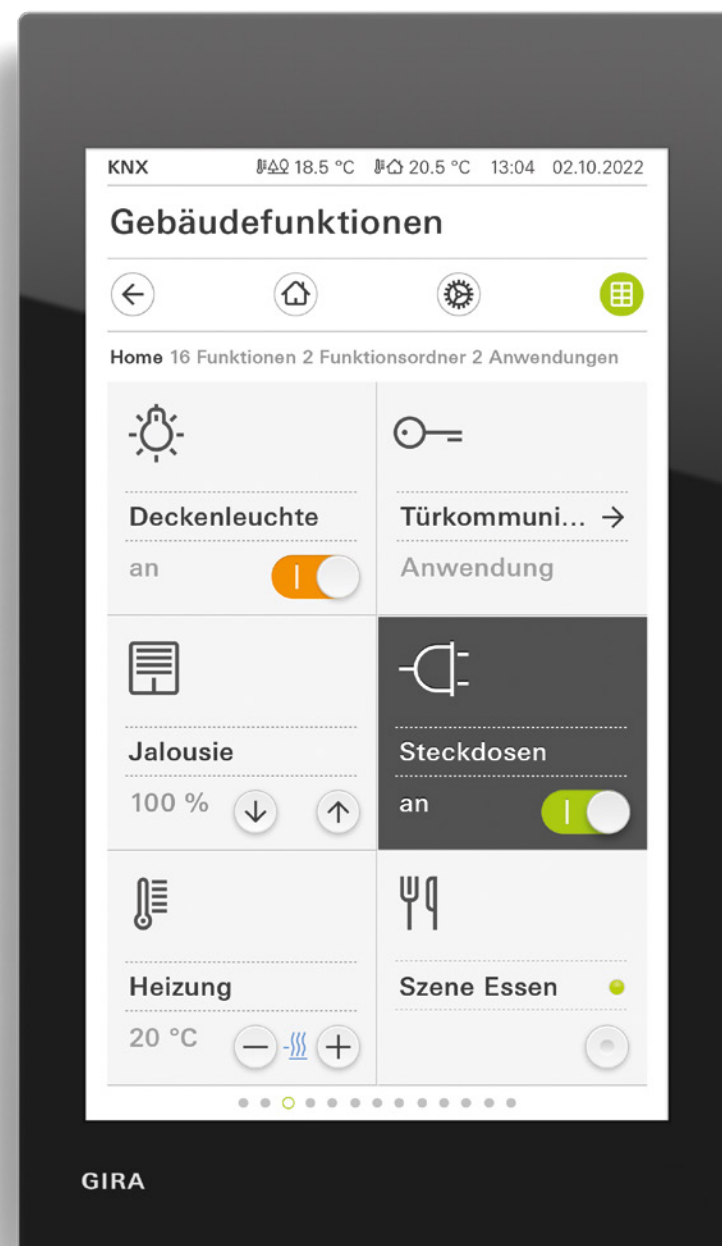 KNX 18.5 °C 20.5 °C 13:04 02.10.2022
Gebäudefunktionen
Home 16 Funktionen 2 Funktionsordner 2 Anwendungen
Deckenleuchte
an
Türkommuni...
Anwendung
Jalousie
100 %
Steckdosen
an
Heizung
20 °C
Szene Essen
GIRA